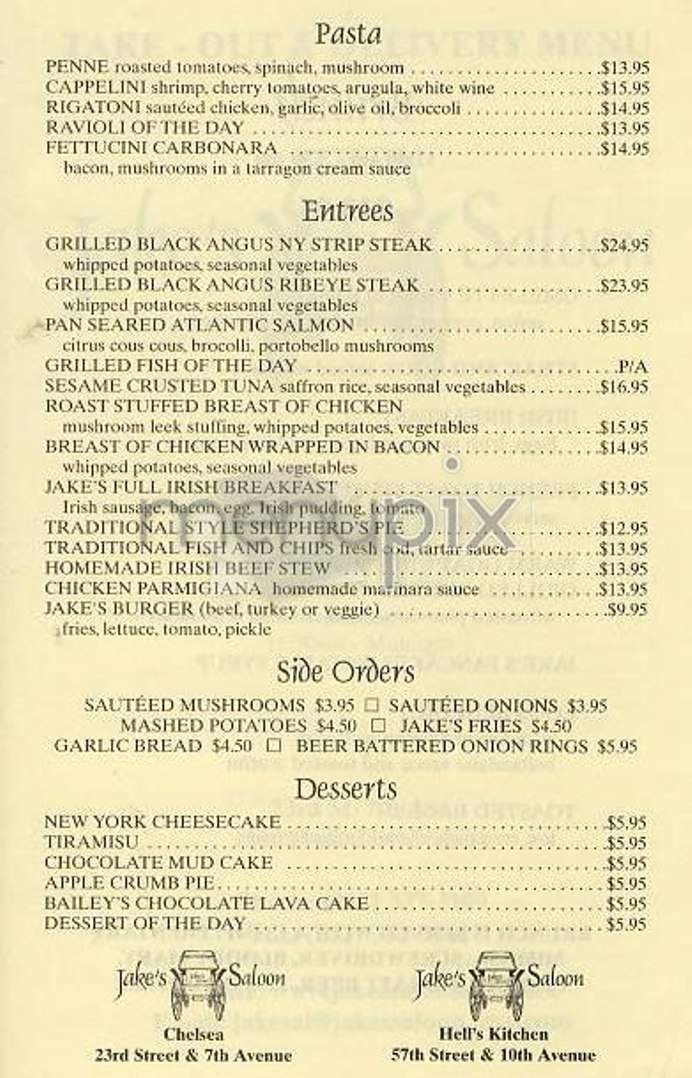 Pasta
PENNE roasted tomatoes, spinach, mushroom . . . . . . . . . . . . . . . . . . . . .$13.95
CAPPELINI shrimp, cherry tomatoes, arugula, white wine . . . . . . . . . . .$15.95
RIGATONI sautéed chicken, garlic, olive oil, broccoli . . . . . . . . . . . . . . .$14.95
RAVIOLI OF THE DAY . . . . . . . . . . . . . . . . . . . . . . . . . . . . . . . . . . . . . .$13.95
FETTUCINI CARBONARA . . . . . . . . . . . . . . . . . . . . . . . . . . . . . . . . . .$14.95
bacon, mushrooms in a tarragon cream sauce
Entrees
GRILLED BLACK ANGUS NY STRIP STEAK . . . . . . . . . . . . . . . . . .$24.95
whipped potatoes, seasonal vegetables
GRILLED BLACK ANGUS RIBEYE STEAK . . . . . . . . . . . . . . . . . . .$23.95
whipped potatoes, seasonal vegetables
PAN SEARED ATLANTIC SALMON . . . . . . . . . . . . . . . . . . . . . . . . . .$15.95
citrus cous cous, brocolli, portobello mushrooms
GRILLED FISH OF THE DAY . . . . . . . . . . . . . . . . . . . . . . . . . . . . . . . . . . .P/A
SESAME CRUSTED TUNA saffron rice, seasonal vegetables . . . . . . . .$16.95
ROAST STUFFED BREAST OF CHICKEN
mushroom leek stuffing, whipped potatoes, vegetables . . . . . . . . . . . . .$15.95
BREAST OF CHICKEN WRAPPED IN BACON . . . . . . . . . . . . . . . . .$14.95
whipped potatoes, seasonal vegetables
JAKE'S FULL IRISH BREAKFAST . . . . . . . . . . . . . . . . . . . . . . . . . . .$13.95
Irish sausage, bacon, egg, Irish pudding, tomato
TRADITIONAL STYLE SHEPHERD'S PIE . . . . . . . . . . . . . . . . . . . . .$12.95
TRADITIONAL FISH AND CHIPS fresh cod, tartar sauce . . . . . . . . . .$13.95
HOMEMADE IRISH BEEF STEW . . . . . . . . . . . . . . . . . . . . . . . . . . . .$13.95
CHICKEN PARMIGIANA homemade marinara sauce . . . . . . . . . . . . .$13.95
JAKE'S BURGER (beef, turkey or veggie) . . . . . . . . . . . . . . . . . . . . . . . .$9.95
fries, lettuce, tomato, pickle
menupix
Side Orders
SAUTÉED MUSHROOMS $3.95 □ SAUTÉED ONIONS $3.95
MASHED POTATOES $4.50 □ JAKE'S FRIES $4.50
GARLIC BREAD $4.50 □ BEER BATTERED ONION RINGS $5.95
Desserts
NEW YORK CHEESECAKE . . . . . . . . . . . . . . . . . . . . . . . . . . . . . . . . . . .$5.95
TIRAMISU . . . . . . . . . . . . . . . . . . . . . . . . . . . . . . . . . . . . . . . . . . . . . . . . . .$5.95
CHOCOLATE MUD CAKE . . . . . . . . . . . . . . . . . . . . . . . . . . . . . . . . . . . .$5.95
APPLE CRUMB PIE . . . . . . . . . . . . . . . . . . . . . . . . . . . . . . . . . . . . . . . . . . $5.95
BAILEY'S CHOCOLATE LAVA CAKE . . . . . . . . . . . . . . . . . . . . . . . . . $5.95
DESSERT OF THE DAY . . . . . . . . . . . . . . . . . . . . . . . . . . . . . . . . . . . . . . $5.95
Jake's Saloon
Chelsea
23rd Street & 7th Avenue
Jake's Saloon
Hell's Kitchen
57th Street & 10th Avenue